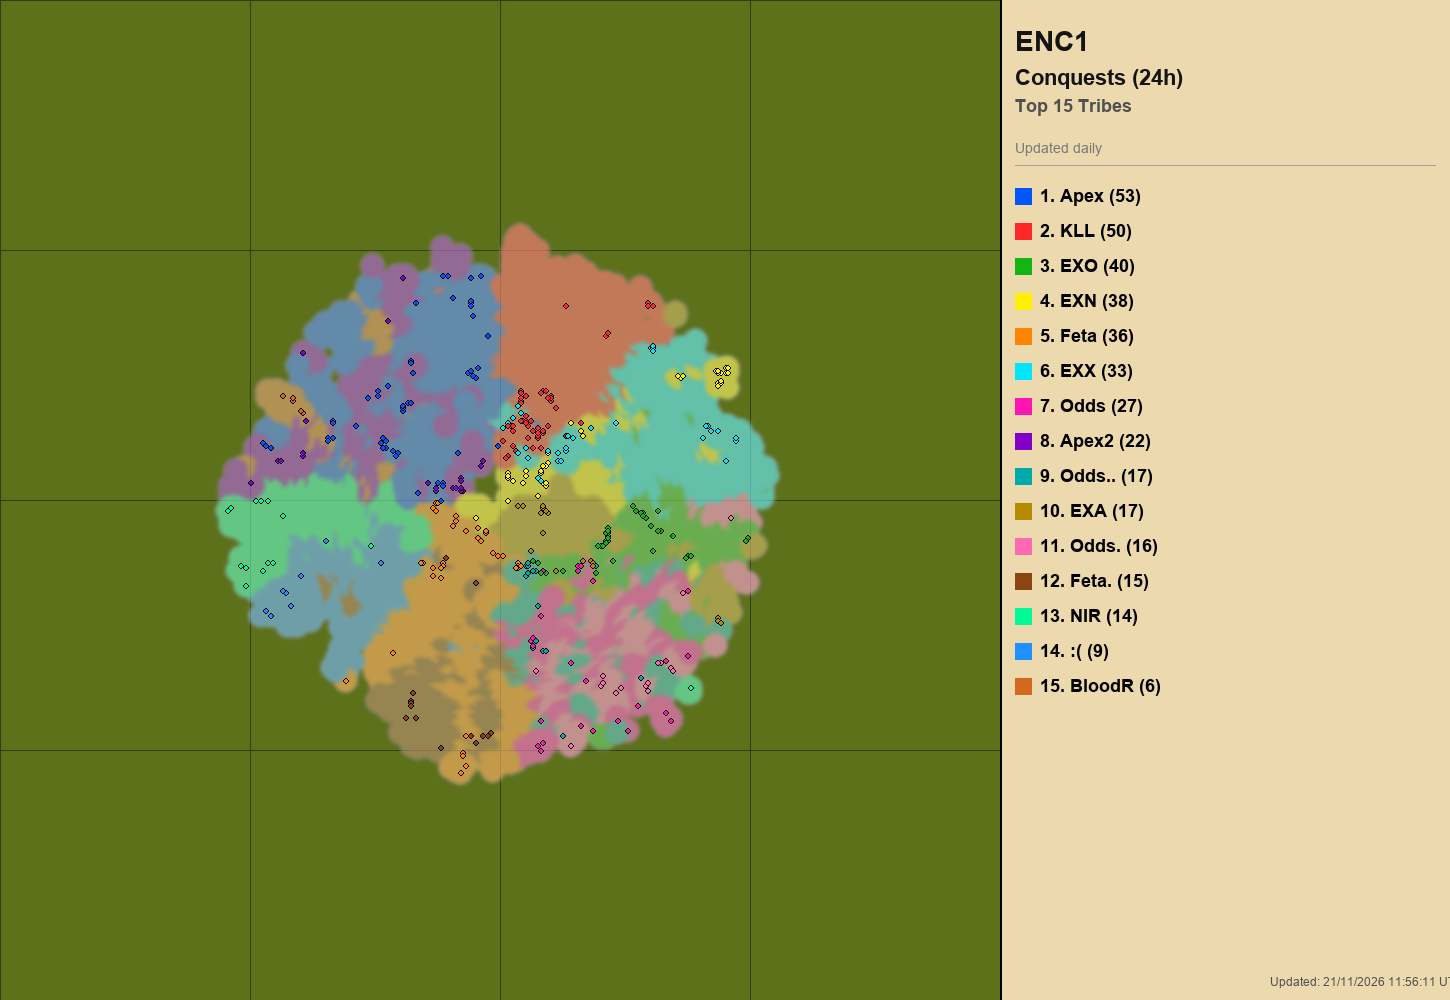 ENC1
Conquests (24h)
Top 15 Tribes
Updated daily
1. Apex (53)
2. KLL (50)
3. EXO (40)
4. EXN (38)
5. Feta (36)
6. EXX (33)
7. Odds (27)
8. Apex2 (22)
9. Odds.. (17)
10. EXA (17)
11. Odds. (16)
12. Feta. (15)
13. NIR (14)
14. :( (9)
15. BloodR (6)
Updated: 21/11/2026 11:56:11 U